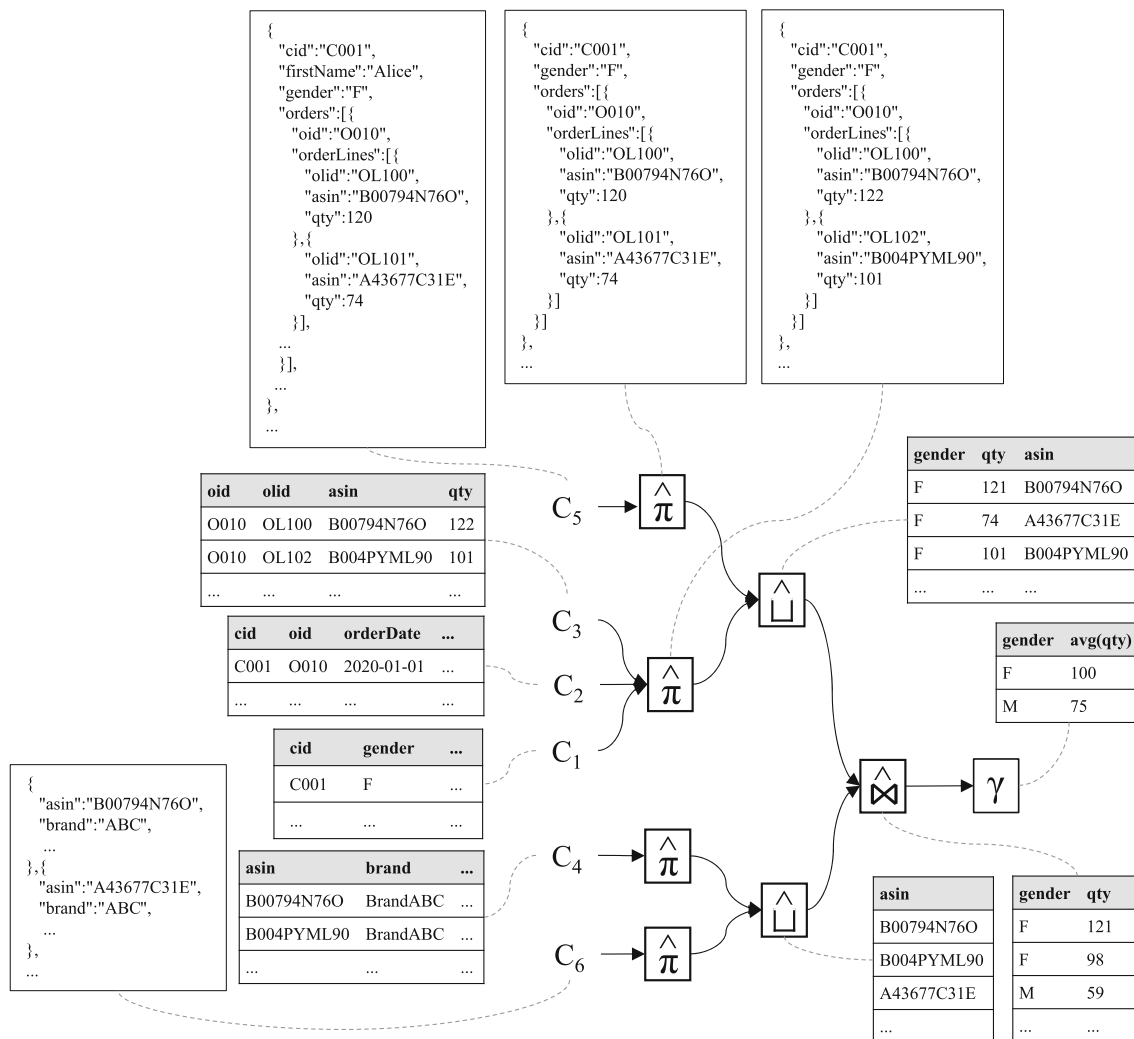 {
"cid":"C001",
"firstName":"Alice",
"gender":"F",
"orders":[{
"oid":"O010",
"orderLines":[{
"olid":"OL100",
"asin":"B00794N76O",
"qty":120
},{
"olid":"OL101",
"asin":"A43677C31E",
"qty":74
}],
...
}],
...
},
...
{
"cid":"C001",
"gender":"F",
"orders":[{
"oid":"O010",
"orderLines":[{
"olid":"OL100",
"asin":"B00794N76O",
"qty":120
},{
"olid":"OL101",
"asin":"A43677C31E",
"qty":74
}]
}]
},
...
{
"cid":"C001",
"gender":"F",
"orders":[{
"oid":"O010",
"orderLines":[{
"olid":"OL100",
"asin":"B00794N76O",
"qty":122
},{
"olid":"OL102",
"asin":"B004PYML90",
"qty":101
}]
}]
},
...
oid olid asin qty
O010 OL100 B00794N76O 122
O010 OL102 B004PYML90 101
... ... ... ...
C5
π̂
gender qty asin
F 121 B00794N76O
F 74 A43677C31E
F 101 B004PYML90
... ... ...
⊔̂
C3
cid oid orderDate ...
C001 O010 2020-01-01 ...
... ... ... ...
C2
π̂
gender avg(qty)
F 100
M 75
C1
cid gender ...
C001 F ...
... ... ...
{
"asin":"B00794N76O",
"brand":"ABC",
...
},{
"asin":"A43677C31E",
"brand":"ABC",
...
},
...
⋈̂
γ
asin brand ...
B00794N76O BrandABC ...
B004PYML90 BrandABC ...
... ... ...
C4
π̂
⊔̂
C6
π̂
asin
B00794N76O
B004PYML90
A43677C31E
...
gender qty
F 121
F 98
M 59
... ...